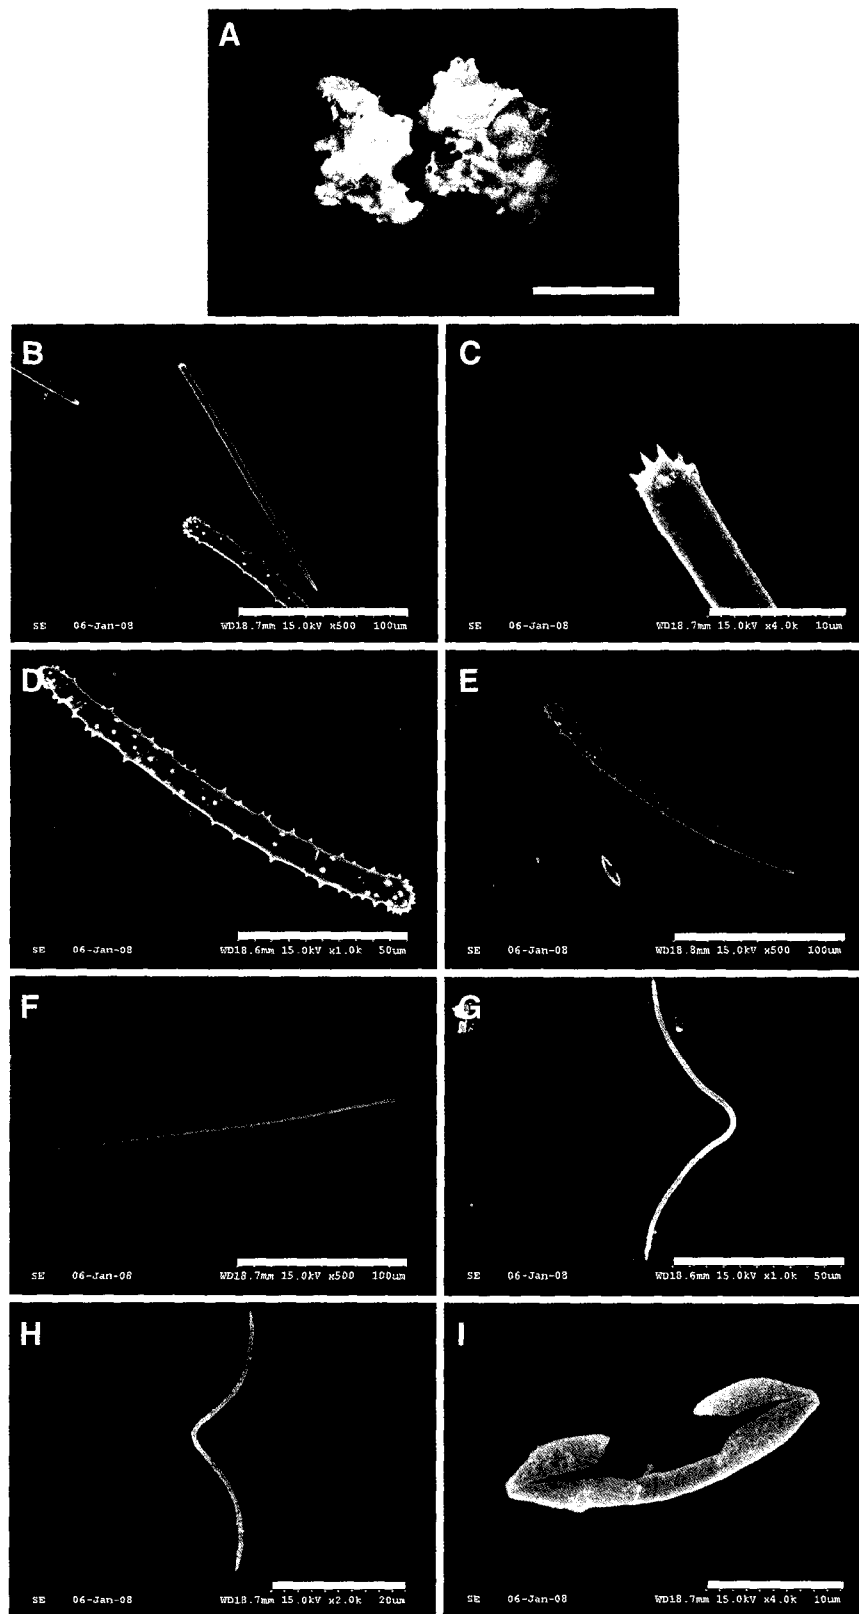 A
B
SE 06-Jan-08 WD18.7mm 15.0kV x500 100um
C
SE 06-Jan-08 WD18.7mm 15.0kV x4.0k 10um
D
SE 06-Jan-08 WD18.6mm 15.0kV x1.0k 50um
E
SE 06-Jan-08 WD18.8mm 15.0kV x500 100um
F
SE 06-Jan-08 WD18.7mm 15.0kV x500 100um
G
SE 06-Jan-08 WD18.6mm 15.0kV x1.0k 50um
H
SE 06-Jan-08 WD18.7mm 15.0kV x2.0k 20um
I
SE 06-Jan-08 WD18.7mm 15.0kV x4.0k 10um